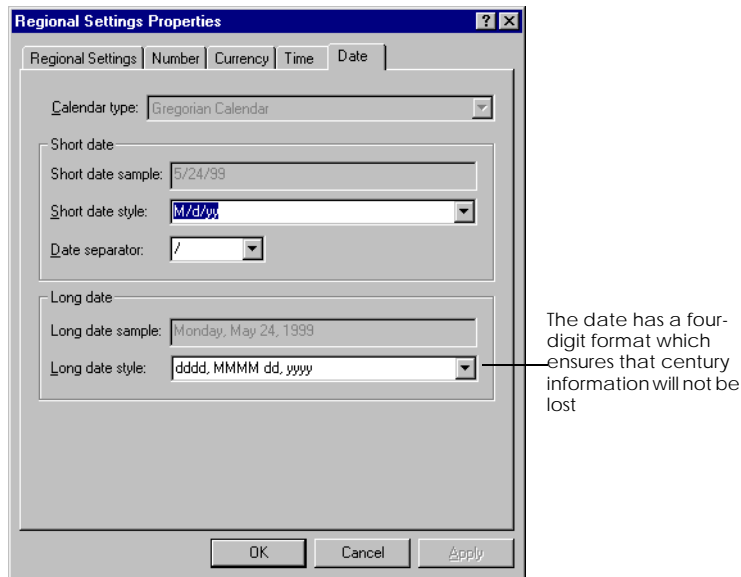 Regional Settings Properties
Regional Settings Number Currency Time Date
Calendar type: Gregorian Calendar
Short date
Short date sample: 5/24/99
Short date style: M/d/yy
Date separator: /
Long date
Long date sample: Monday, May 24, 1999
Long date style: dddd, MMMM dd, yyyy
The date has a four-
digit format which
ensures that century
information will not be
lost
OK Cancel Apply